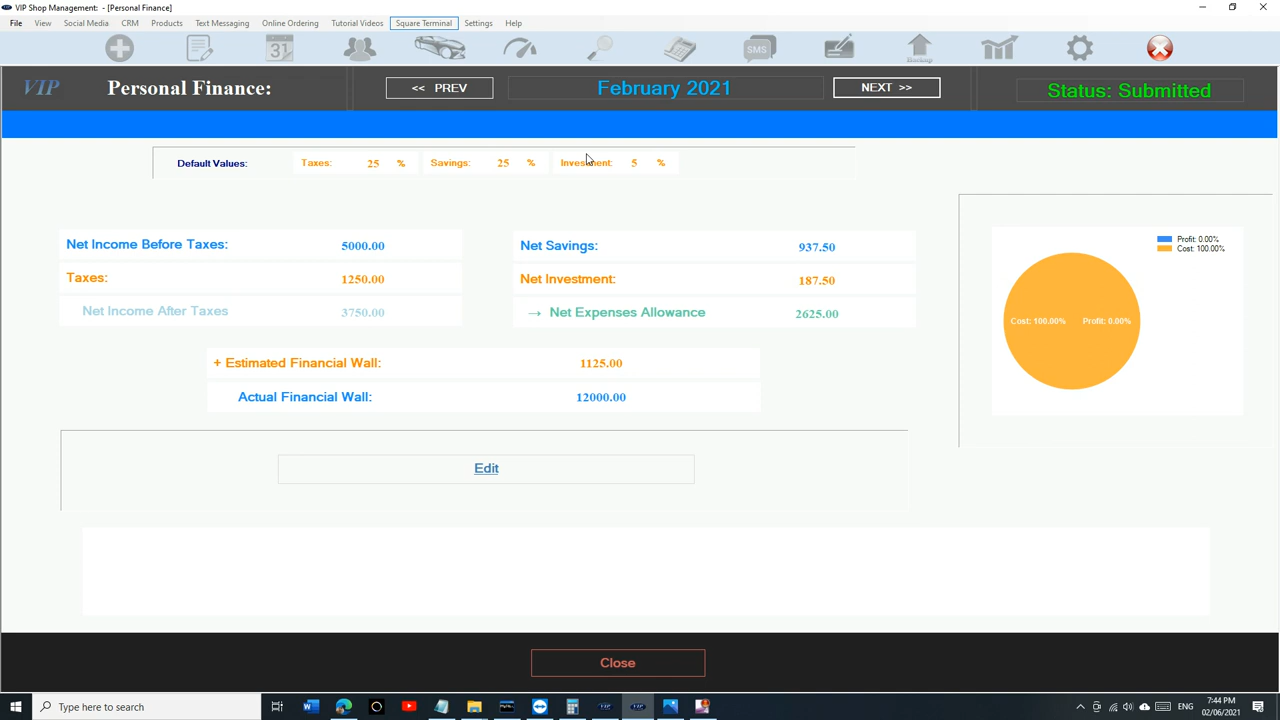 VIP Shop Management: - [Personal Finance]
File View Social Media CRM Products Text Messaging Online Ordering Tutorial Videos Square Terminal Settings Help
31 SMS Backup
VIP Personal Finance: << PREV February 2021 NEXT >> Status: Submitted
Default Values: Taxes: 25 % Savings: 25 % Investment: 5 %
Net Income Before Taxes: 5000.00
Taxes: 1250.00
Net Income After Taxes 3750.00
Net Savings: 937.50
Net Investment: 187.50
→ Net Expenses Allowance 2625.00
+ Estimated Financial Wall: 1125.00
Actual Financial Wall: 12000.00
Profit: 0.00%
Cost: 100.00%
Cost: 100.00% Profit: 0.00%
Edit
Close
Type here to search
ENG
7:44 PM
02/06/2021